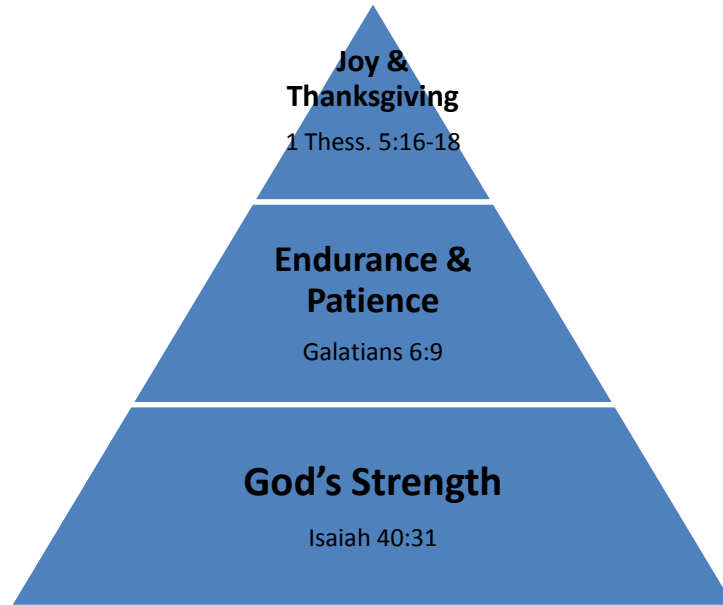 Joy &
Thanksgiving
1 Thess. 5:16-18
Endurance &
Patience
Galatians 6:9
God’s Strength
Isaiah 40:31